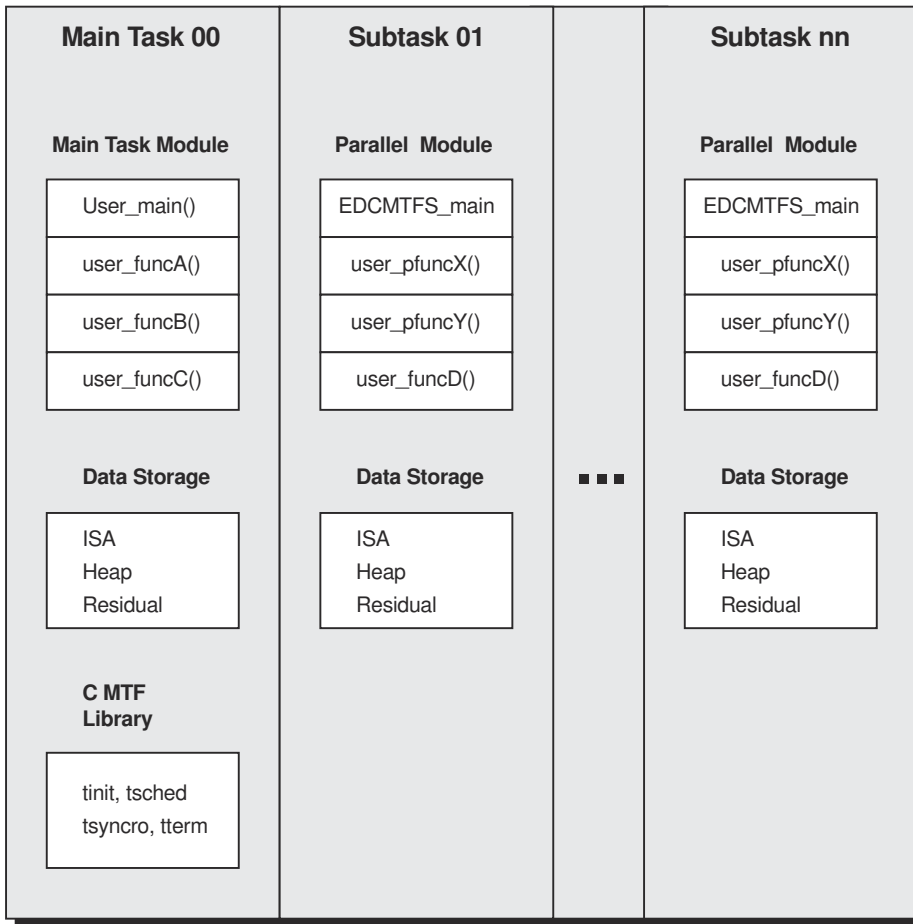 Main Task 00
Main Task Module
User_main()
user_funcA()
user_funcB()
user_funcC()
Data Storage
ISA
Heap
Residual
C MTF
Library
tinit, tsched
tsyncro, tterm
Subtask 01
Parallel Module
EDCMTFS_main
user_pfuncX()
user_pfuncY()
user_funcD()
Data Storage
ISA
Heap
Residual
Subtask nn
Parallel Module
EDCMTFS_main
user_pfuncX()
user_pfuncY()
user_funcD()
Data Storage
ISA
Heap
Residual